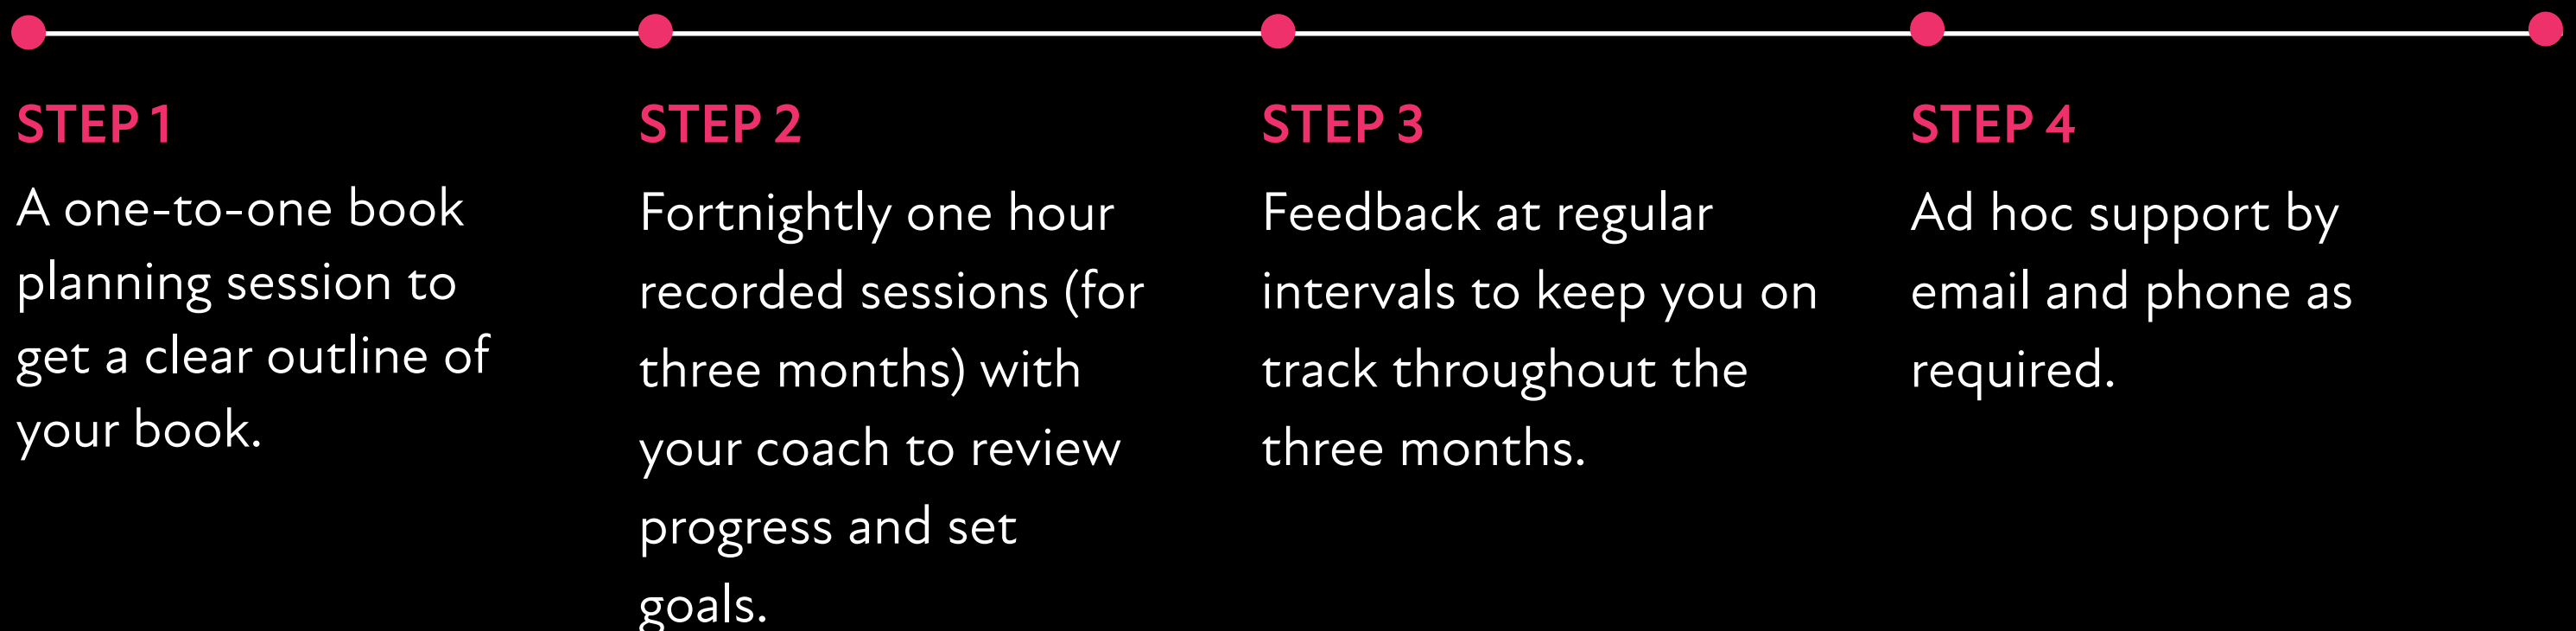 STEP 1
A one-to-one book
planning session to
get a clear outline of
your book.
STEP 2
Fortnightly one hour
recorded sessions (for
three months) with
your coach to review
progress and set
goals.
STEP 3
Feedback at regular
intervals to keep you on
track throughout the
three months.
STEP 4
Ad hoc support by
email and phone as
required.